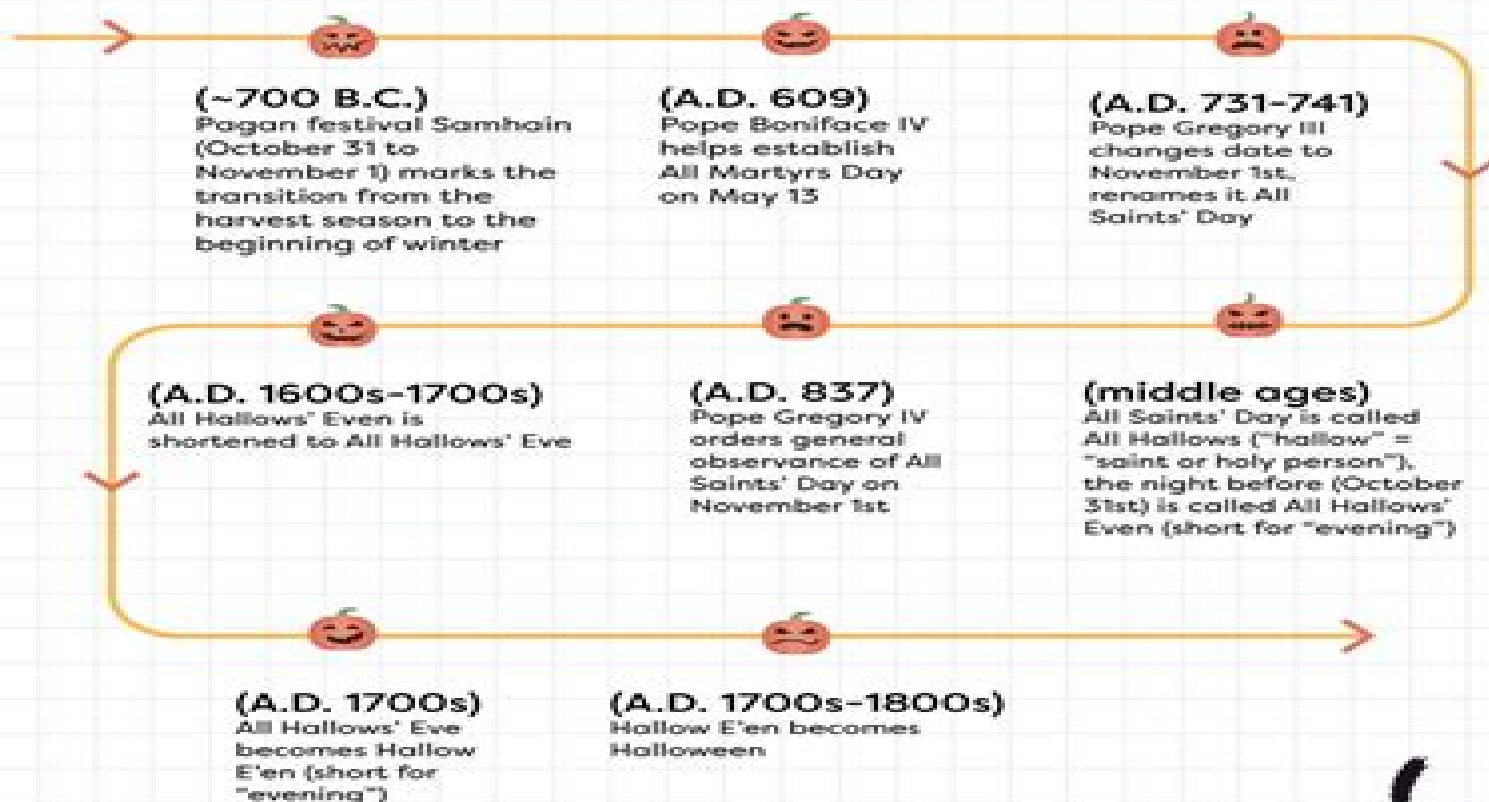 (~700 B.C.)
Pagan festival Samhain
(October 31 to
November 1) marks the
transition from the
harvest season to the
beginning of winter
(A.D. 609)
Pope Boniface IV
helps establish
All Martyrs Day
on May 13
(A.D. 731-741)
Pope Gregory III
changes date to
November 1st,
renames it All
Saints' Day
(middle ages)
All Saints' Day is called
All Hallows ("hallow" =
"saint or holy person"),
the night before (October
31st) is called All Hallows'
Even (short for "evening")
(A.D. 837)
Pope Gregory IV
orders general
observance of All
Saints' Day on
November 1st
(A.D. 1600s-1700s)
All Hallows' Even is
shortened to All Hallows' Eve
(A.D. 1700s)
All Hallows' Eve
becomes Hallow
E'en (short for
"evening")
(A.D. 1700s-1800s)
Hallow E'en becomes
Halloween